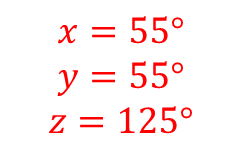 x = 55°
y = 55°
z = 125°